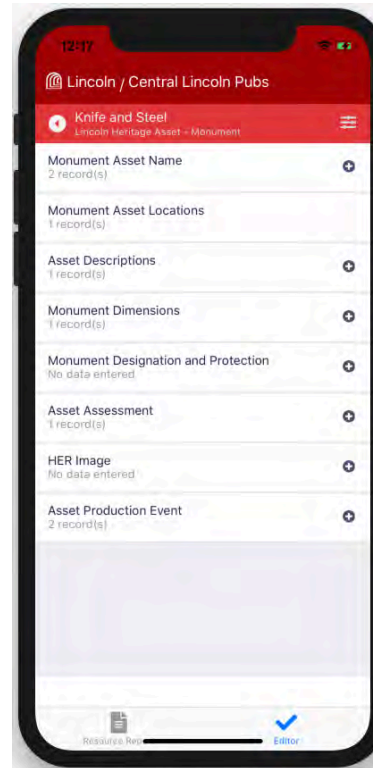 12:17
Lincoln / Central Lincoln Pubs
Knife and Steel
Lincoln Heritage Asset - Monument
Monument Asset Name
2 record(s)
Monument Asset Locations
1 record(s)
Asset Descriptions
1 record(s)
Monument Dimensions
1 record(s)
Monument Designation and Protection
No data entered
Asset Assessment
1 record(s)
HER Image
No data entered
Asset Production Event
2 record(s)
Resource Rep
Editor